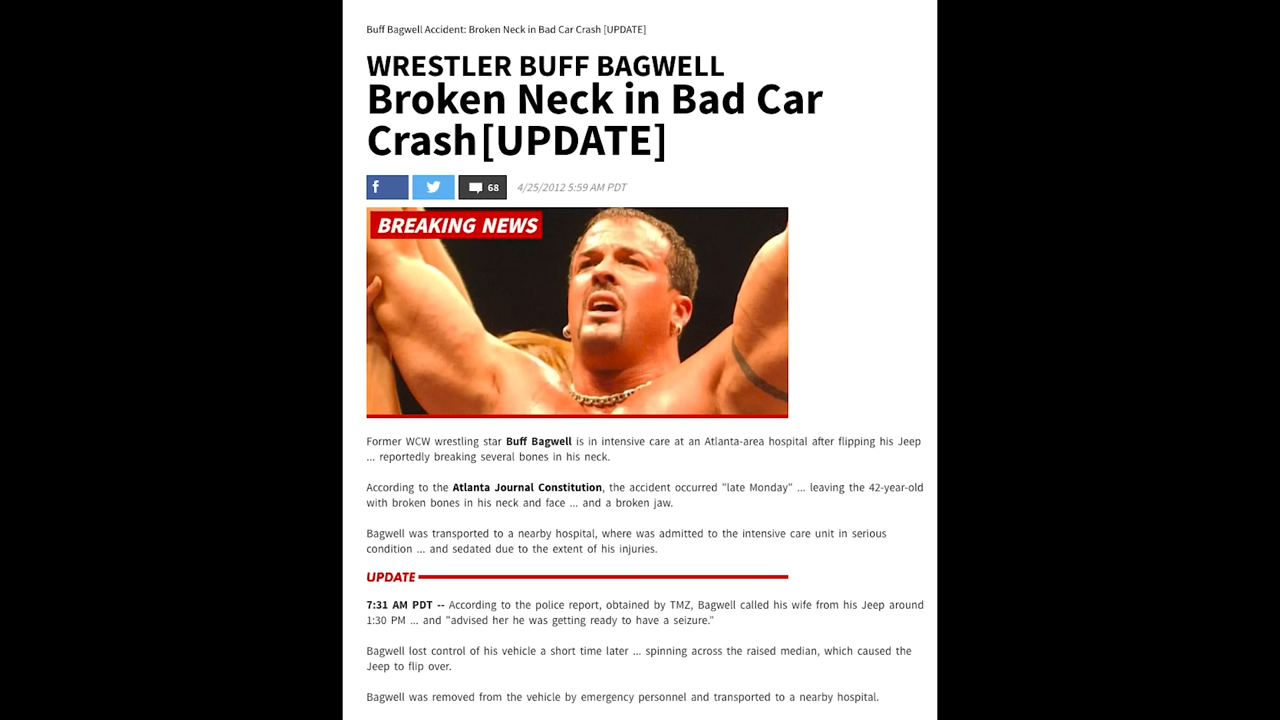 Buff Bagwell Accident: Broken Neck in Bad Car Crash [UPDATE]
WRESTLER BUFF BAGWELL
Broken Neck in Bad Car
Crash[UPDATE]
f 68 4/25/2012 5:59 AM PDT
BREAKING NEWS
Former WCW wrestling star Buff Bagwell is in intensive care at an Atlanta-area hospital after flipping his Jeep
... reportedly breaking several bones in his neck.
According to the Atlanta Journal Constitution, the accident occurred "late Monday" ... leaving the 42-year-old
with broken bones in his neck and face ... and a broken jaw.
Bagwell was transported to a nearby hospital, where was admitted to the intensive care unit in serious
condition ... and sedated due to the extent of his injuries.
UPDATE
7:31 AM PDT -- According to the police report, obtained by TMZ, Bagwell called his wife from his Jeep around
1:30 PM ... and "advised her he was getting ready to have a seizure."
Bagwell lost control of his vehicle a short time later ... spinning across the raised median, which caused the
Jeep to flip over.
Bagwell was removed from the vehicle by emergency personnel and transported to a nearby hospital.